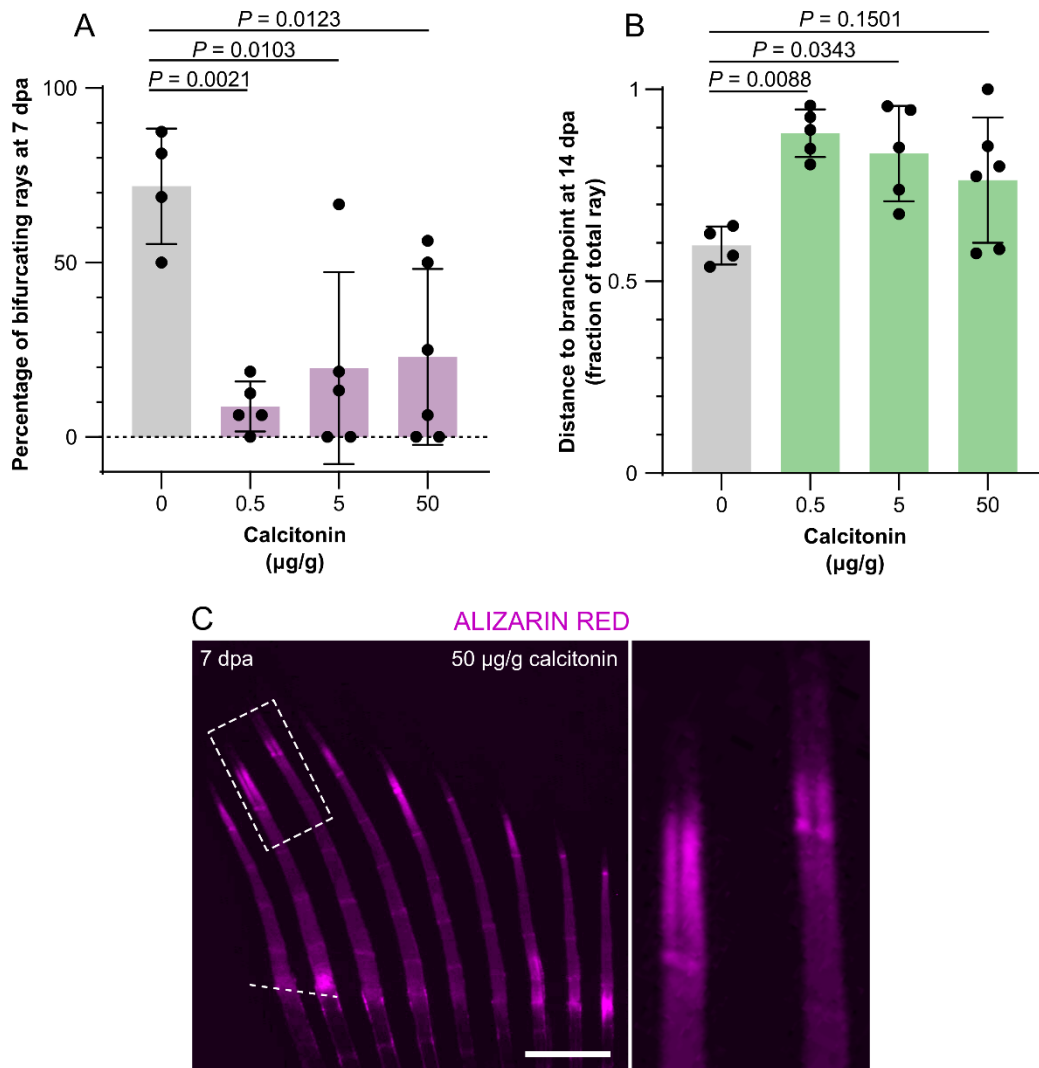 A
P = 0.0123
P = 0.0103
P = 0.0021
Percentage of bifurcating rays at 7 dpa
100
50
0
0
0.5
5
50
Calcitonin
(µg/g)
B
P = 0.1501
P = 0.0343
P = 0.0088
Distance to branchpoint at 14 dpa
(fraction of total ray)
1
0.5
0
0
0.5
5
50
Calcitonin
(µg/g)
C
ALIZARIN RED
7 dpa
50 µg/g calcitonin